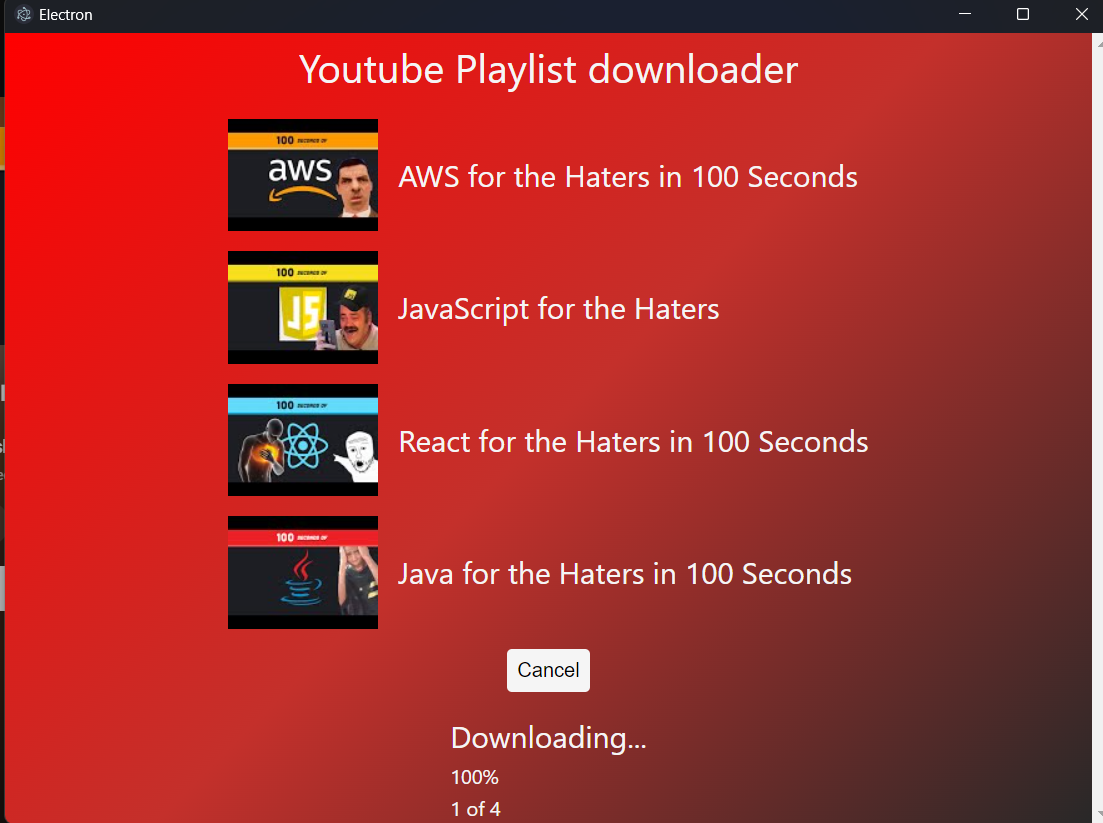 Electron
Youtube Playlist downloader
100 SECONDS OF
aws
AWS for the Haters in 100 Seconds
100 SECONDS OF
JS
JavaScript for the Haters
100 SECONDS OF
React for the Haters in 100 Seconds
100 SECONDS OF
Java for the Haters in 100 Seconds
Cancel
Downloading...
100%
1 of 4